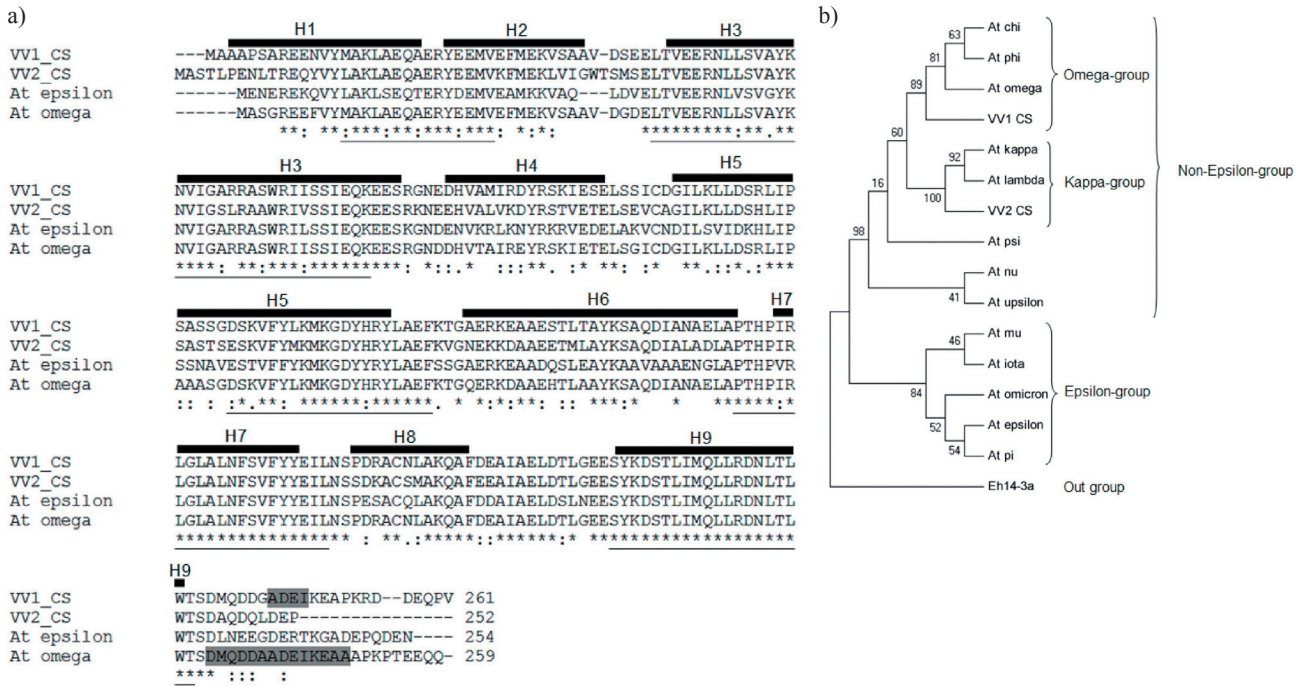 a)
H1 H2 H3
VV1_CS ----MAAAPSAREENVYMAKLAEQAERYEEMVEFMEKVSAAV-DSEELTVEERNLLSVAYK
VV2_CS MASTLPENLTREQYVYLAKLAEQAERYEEMVKFMEKLVIGWTSMSELTVEERNLLSVAYK
At epsilon -----MENEREKQVYLAKLSEQTERYDEMVEAMKKVAQ---LDVELTVEERNLVSVGYK
At omega -----MASGREEFVYMAKLAEQAERYEEMVEFMEKVSAAV-DGDELTVEERNLLSVAYK
H3 H4 H5
VV1_CS NVIGARRASWRIISSIEQKEESRGNEDHVAMIRDYRSKIESELSSICDGILKLLDSRLIP
VV2_CS NVIGSLRAAWRIVSSIEQKEESRKNEEHVALVKDYRSTVETELSEVCAGILKLLDSHLIP
At epsilon NVIGARRASWRILSSIEQKEESKGNDENVKRLKNYRKRVEDELAKVCNDILSVIDKHLIP
At omega NVIGARRASWRIISSIEQKEESRGNDDHVTAIREYRSKIETELSGICDGILKLLDSRLIP
H5 H6 H7
VV1_CS SASSGDSKVFYLKMKGDYHRYLAEFKTGAERKEAAESTLTAYKSAQDIANAELAPTHPIR
VV2_CS SASTSESKVFYMKMKGDYYRYLAEFKVGNEKKDAAEETMLAYKSAQDIALADLAPTHPIR
At epsilon SSNAVESTVFFYKMKGDYYRYLAEFSSGAERKEAADQSLEAYKAAVAAAENGLAPTHPVR
At omega AAASGDSKVFYLKMKGDYHRYLAEFKTGQERKDAAEHTLAAYKSAQDIANAELAPTHPIR
H7 H8 H9
VV1_CS LGLALNFSVFYYEILNSPDRACNLAKQAFDEAIAELDTLGEESYKDSTLIMQLLRDNLTL
VV2_CS LGLALNFSVFYYEILNSSDKACSMAKQAFEEAIAELDTLGEESYKDSTLIMQLLRDNLTL
At epsilon LGLALNFSVFYYEILNSPESACQLAKQAFDDAIAELDSLNEESYKDSTLIMQLLRDNLTL
At omega LGLALNFSVFYYEILNSPDRACNLAKQAFDEAIAELDTLGEESYKDSTLIMQLLRDNLTL
H9
VV1_CS WTSDMQDDGADEIKEAPKRD--DEQPV 261
VV2_CS WTSDAQDQLDEP--------------- 252
At epsilon WTSDLNEEGDERTKGADEPQDEN---- 254
At omega WTSDMQDDAADEIKEAAAPKPTEEQQ- 259
b)
At chi
At phi
At omega
VV1 CS
At kappa
At lambda
VV2 CS
At psi
At nu
At upsilon
At mu
At iota
At omicron
At epsilon
At pi
Eh14-3a
63
81
89
60
92
100
16
98
41
46
84
52
54
Omega-group
Kappa-group
Non-Epsilon-group
Epsilon-group
Out group